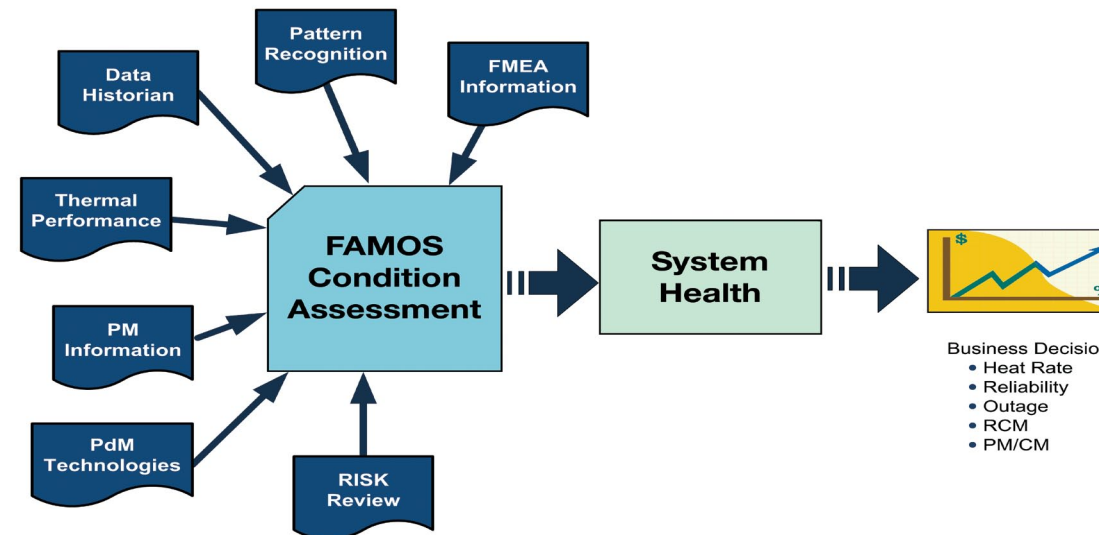 Pattern
Recognition
Data
Historian
FMEA
Information
Thermal
Performance
FAMOS
Condition
Assessment
System
Health
$
PM
Information
PdM
Technologies
RISK
Review
Business
• Heat Rate
• Reliability
• Outage
• RCM
• PM/CM